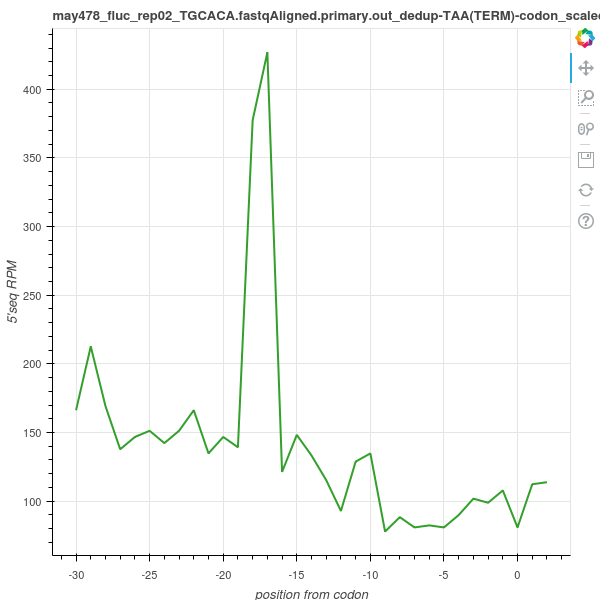 may478_fluc_rep02_TGCACA.fastqAligned.primary.out_dedup-TAA(TERM)-codon_scale
400
350
300
250
200
150
100
5'seq RPM
-30 -25 -20 -15 -10 -5 0
position from codon